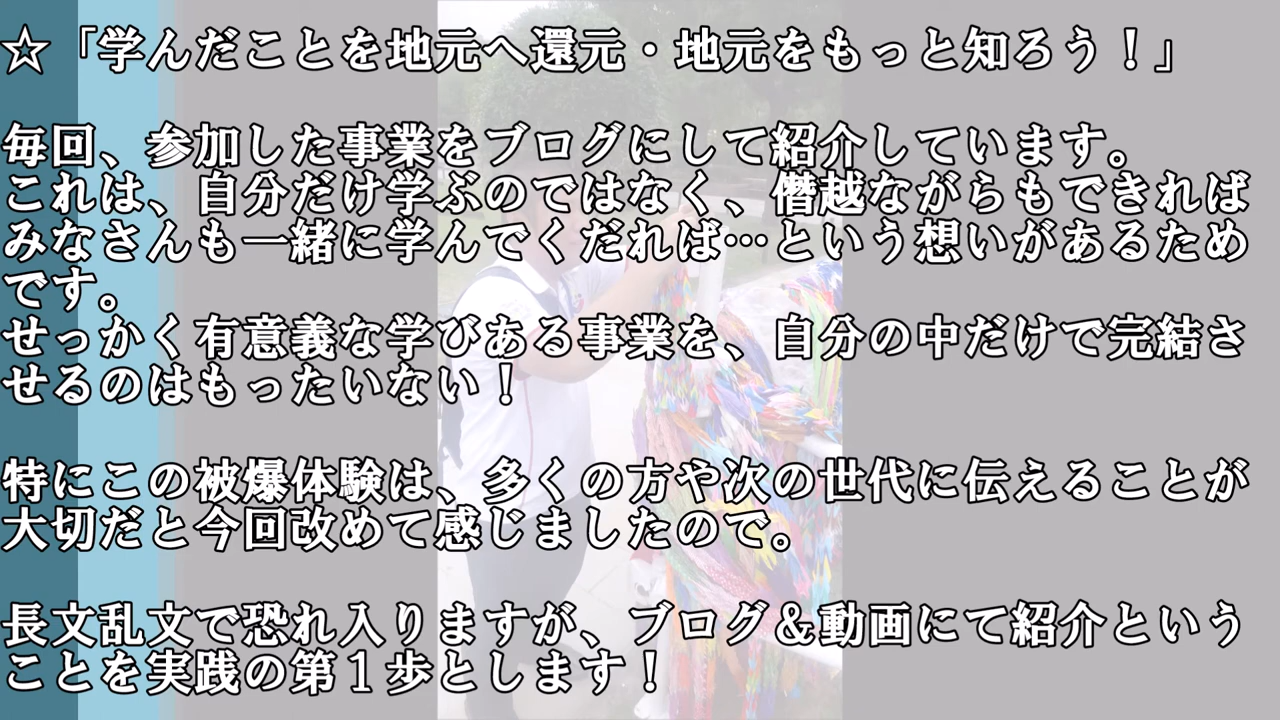 ☆「学んだことを地元へ還元・地元をもっと知ろう！」
毎回、参加した事業をブログにして紹介しています。
これは、自分だけ学ぶのではなく、僭越ながらもできれば
みなさんも一緒に学んでくだれば…という想いがあるため
です。
せっかく有意義な学びある事業を、自分の中だけで完結さ
せるのはもったいない！
特にこの被爆体験は、多くの方や次の世代に伝えることが
大切だと今回改めて感じましたので。
長文乱文で恐れ入りますが、ブログ＆動画にて紹介という
ことを実践の第１歩とします！